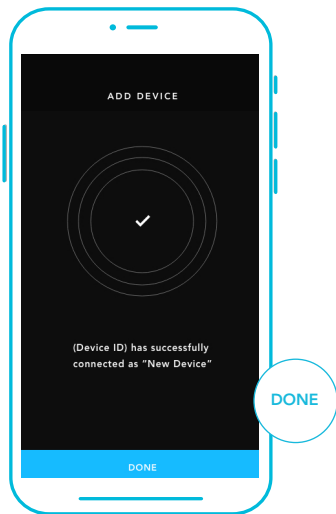 ADD DEVICE
(Device ID) has successfully
connected as “New Device”
DONE
DONE